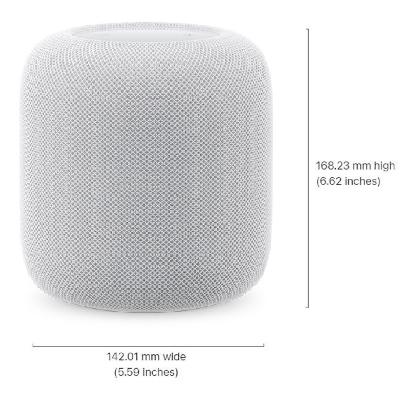 168.23 mm high
(6.62 inches)
142.01 mm wide
(5.59 inches)